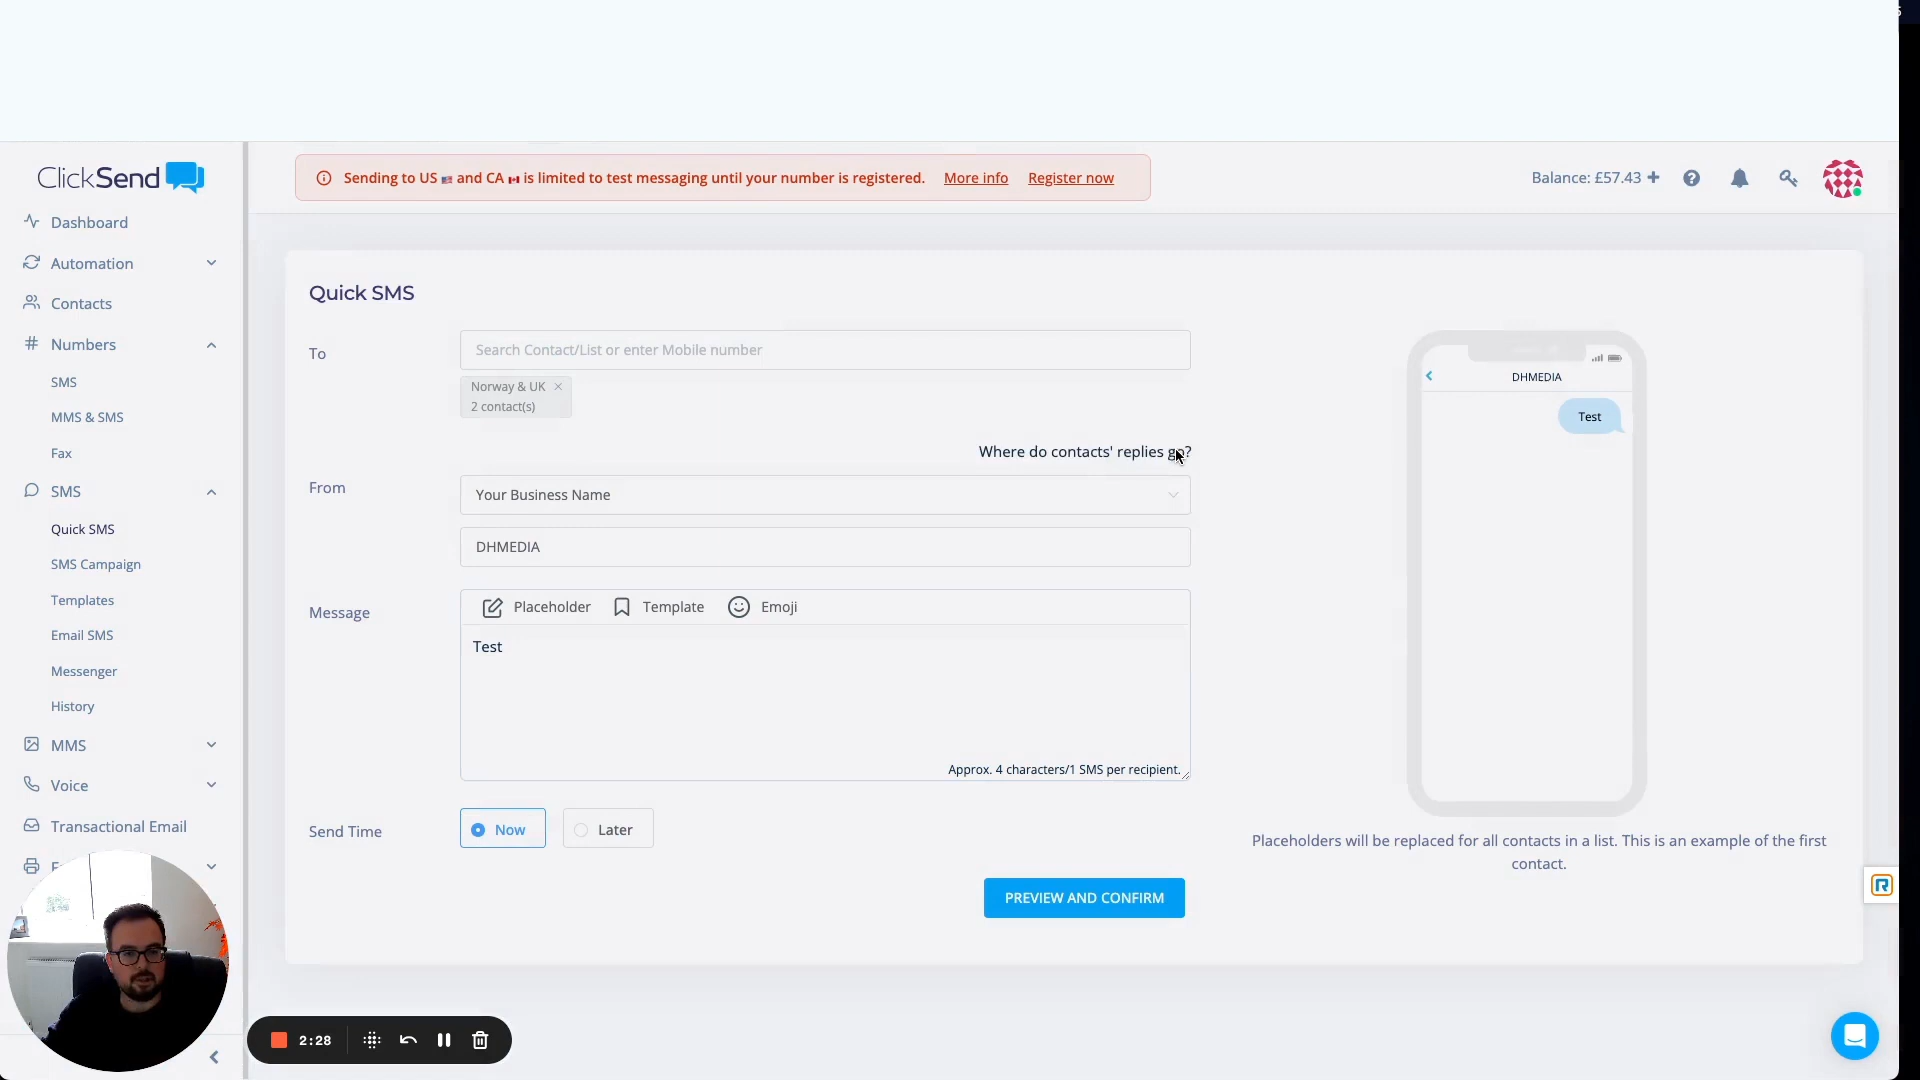 ClickSend
Sending to US and CA is limited to test messaging until your number is registered. More info Register now
Balance: £57.43 +
Dashboard
Automation
Contacts
Numbers
SMS
MMS & SMS
Fax
SMS
Quick SMS
SMS Campaign
Templates
Email SMS
Messenger
History
MMS
Voice
Transactional Email
Quick SMS
To
Search Contact/List or enter Mobile number
Norway & UK
2 contact(s)
Where do contacts' replies go?
From
Your Business Name
DHMEDIA
Message
Placeholder Template Emoji
Test
Approx. 4 characters/1 SMS per recipient.
Send Time
Now Later
PREVIEW AND CONFIRM
DHMEDIA
Test
Placeholders will be replaced for all contacts in a list. This is an example of the first
contact.
2:28